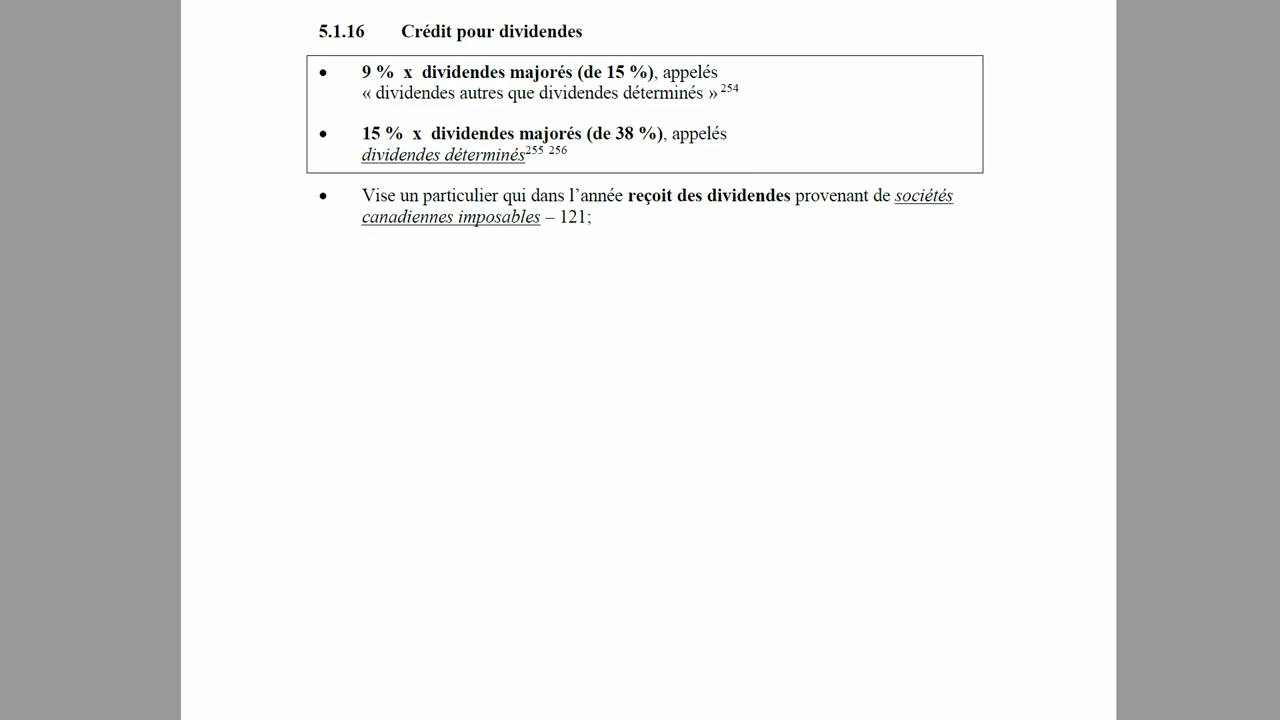 5.1.16 Crédit pour dividendes
• 9 % x dividendes majorés (de 15 %), appelés
« dividendes autres que dividendes déterminés » 254
• 15 % x dividendes majorés (de 38 %), appelés
dividendes déterminés255 256
• Vise un particulier qui dans l’année reçoit des dividendes provenant de sociétés
canadiennes imposables – 121;